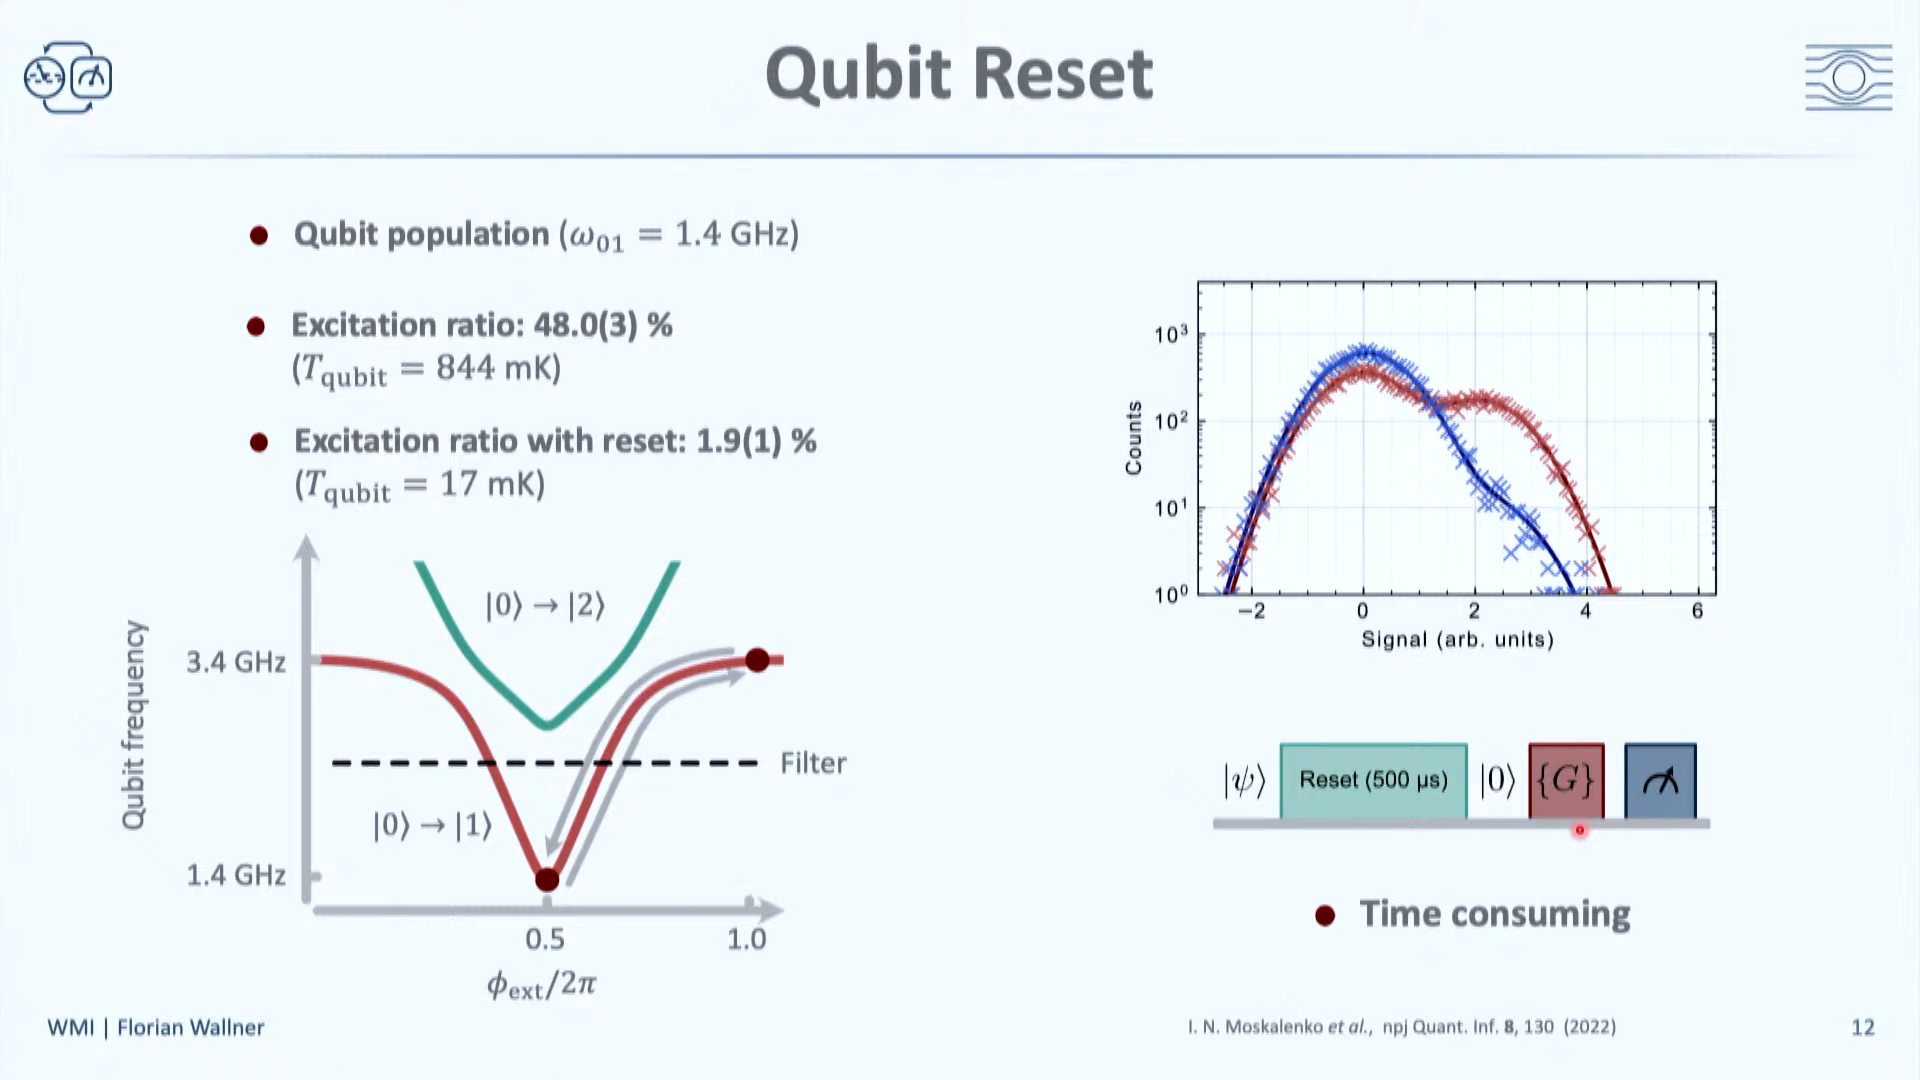 Qubit Reset
Qubit population (ω₀₁ = 1.4 GHz)
Excitation ratio: 48.0(3) %
(T_qubit = 844 mK)
Excitation ratio with reset: 1.9(1) %
(T_qubit = 17 mK)
Qubit frequency
3.4 GHz
1.4 GHz
|0⟩ → |2⟩
Filter
|0⟩ → |1⟩
0.5
1.0
ϕ_ext/2π
Counts
10³
10²
10¹
10⁰
−2
0
2
4
6
Signal (arb. units)
|ψ⟩
Reset (500 µs)
|0⟩
{G}
Time consuming
WMI | Florian Wallner
I. N. Moskalenko et al., npj Quant. Inf. 8, 130 (2022)
12